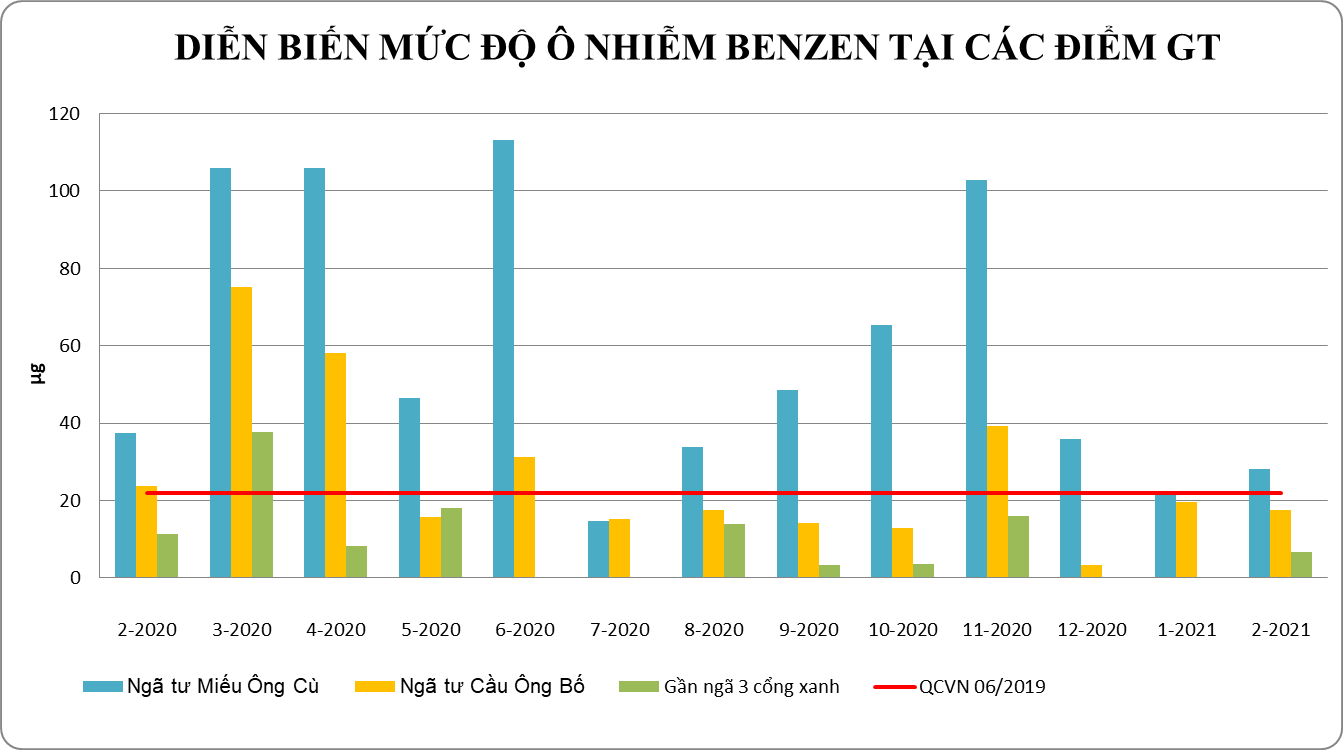 DIỄN BIẾN MỨC ĐỘ Ô NHIỄM BENZEN TẠI CÁC ĐIỂM GT
120
100
80
60
40
20
0
µg
2-2020 3-2020 4-2020 5-2020 6-2020 7-2020 8-2020 9-2020 10-2020 11-2020 12-2020 1-2021 2-2021
Ngã tư Miếu Ông Cù Ngã tư Cầu Ông Bố Gần ngã 3 cổng xanh QCVN 06/2019